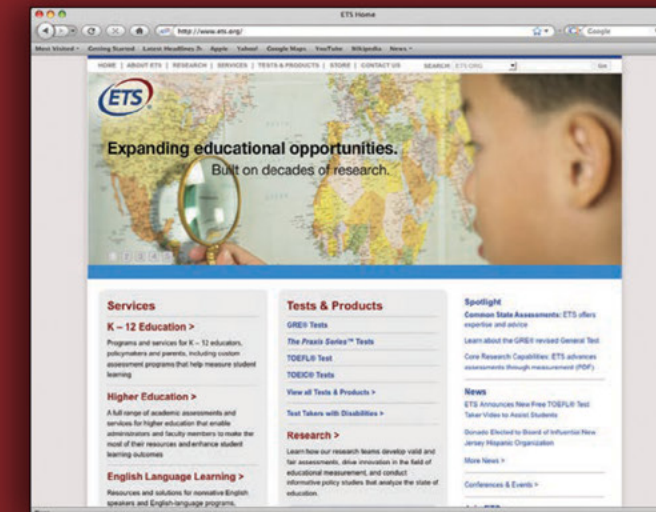 ETS Home
http://www.ets.org/
Google
Most Visited Getting Started Latest Headlines Apple Yahoo! Google Maps YouTube Wikipedia News
HOME | ABOUT ETS | RESEARCH | SERVICES | TESTS & PRODUCTS | STORE | CONTACT US SEARCH: ETS.ORG Go
ETS
Expanding educational opportunities.
Built on decades of research.
Services
K – 12 Education >
Programs and services for K – 12 educators,
policymakers and parents, including custom
assessment programs that help measure student
learning
Higher Education >
A full range of academic assessments and
services for higher education that enable
administrators and faculty members to make the
most of their resources and enhance student
learning outcomes
English Language Learning >
Resources and solutions for nonnative English
speakers and English-language programs,
Tests & Products
GRE® Tests
The Praxis Series™ Tests
TOEFL® Test
TOEIC® Tests
View all Tests & Products >
Test Takers with Disabilities >
Research >
Learn how our research teams develop valid and
fair assessments, drive innovation in the field of
educational measurement, and conduct
informative policy studies that analyze the state of
education.
Spotlight
Common State Assessments: ETS offers
expertise and advice
Learn about the GRE® revised General Test
Core Research Capabilities: ETS advances
assessments through measurement (PDF)
News
ETS Announces New Free TOEFL® Test
Taker Video to Assist Students
Donado Elected to Board of Influential New
Jersey Hispanic Organization
More News >
Conferences & Events >